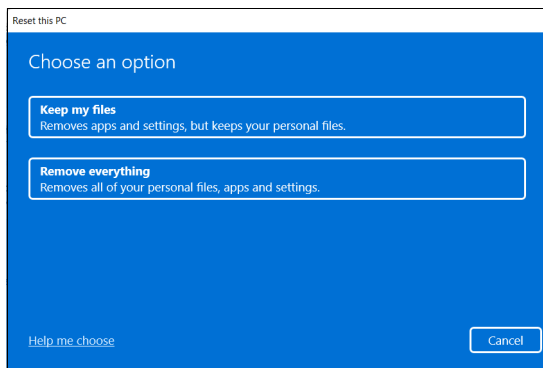 Reset this PC
Choose an option
Keep my files
Removes apps and settings, but keeps your personal files.
Remove everything
Removes all of your personal files, apps and settings.
Help me choose
Cancel